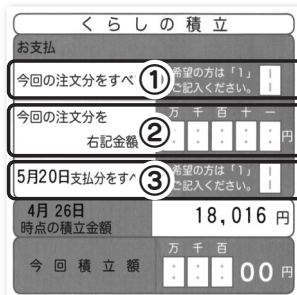 くらしの積立
お支払
今回の注文分をすべ ① 希望の方は「1」
ご記入ください。
今回の注文分を
右記金額 ② 万 千 百 十 一 円
5月20日支払分をすべ ③ 希望の方は「1」
ご記入ください。
4月 26日
時点の積立金額 18,016 円
今回積立額 万 千 百 00 円